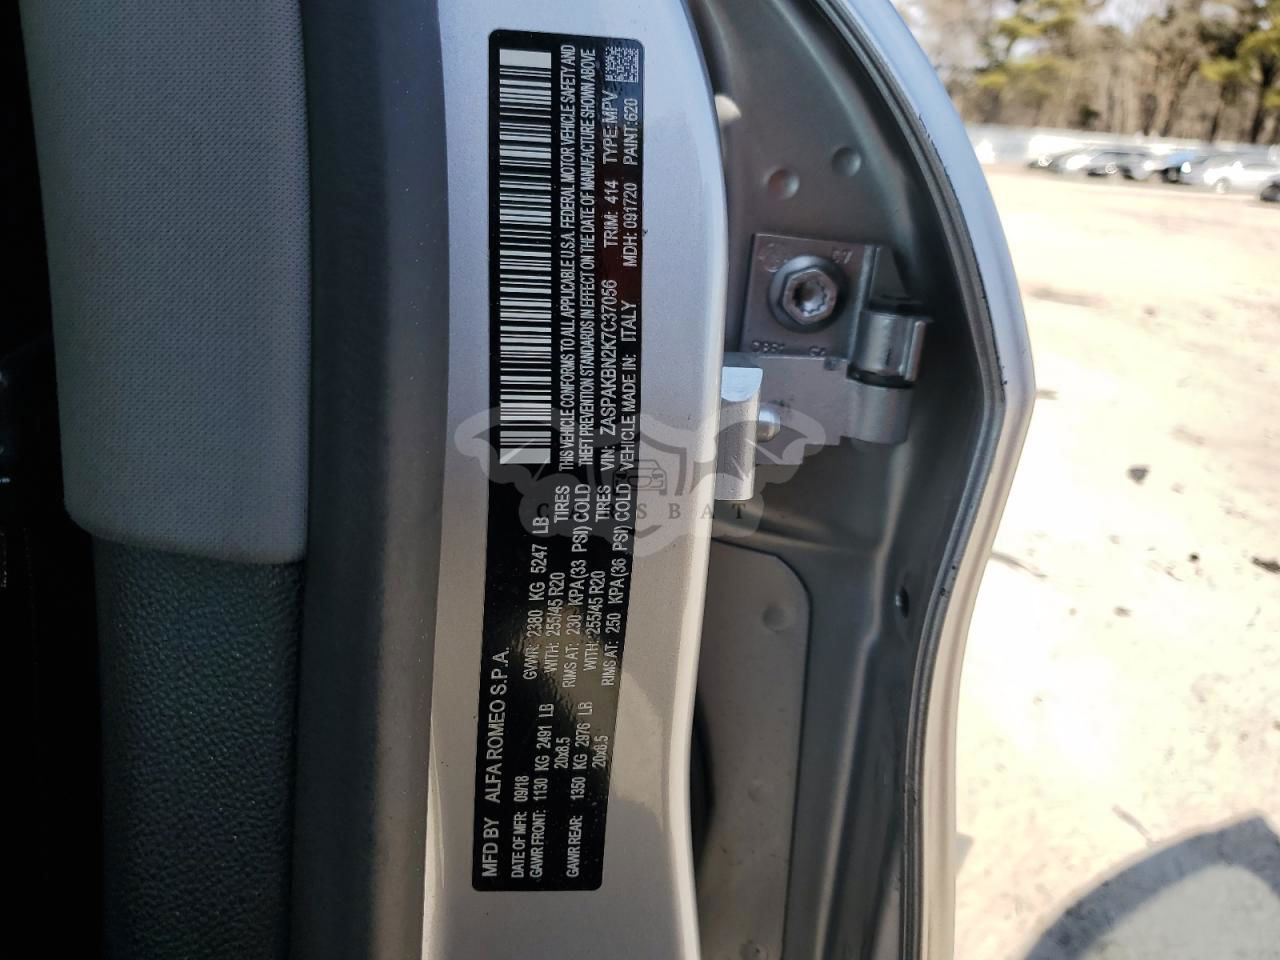 MFD BY ALFA ROMEO S.P.A.
DATE OF MFR: 09/18 GVWR: 2380 KG 5247 LB
GAWR FRONT: 1130 KG 2491 LB WITH: 255/45 R20 TIRES
20x8.5 RIMS AT: 230 KPA(33 PSI) COLD
GAWR REAR: 1350 KG 2976 LB WITH: 255/45 R20 TIRES
20x8.5 RIMS AT: 250 KPA(36 PSI) COLD
THIS VEHICLE CONFORMS TO ALL APPLICABLE U.S.A. FEDERAL MOTOR VEHICLE SAFETY AND
THEFT PREVENTION STANDARDS IN EFFECT ON THE DATE OF MANUFACTURE SHOWN ABOVE
VIN: ZASPAKBN2K7C37056 TRIM: 414 TYPE:MPV
VEHICLE MADE IN: ITALY MDH: 091720 PAINT:620
CARSBAT